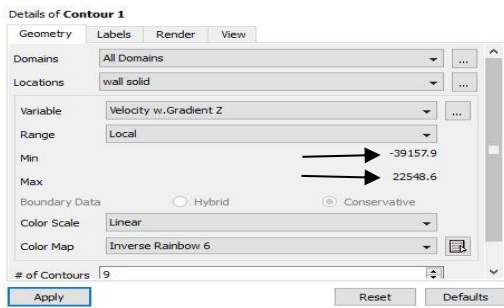 Details of Contour 1
Geometry Labels Render View
Domains All Domains ...
Locations wall solid ...
Variable Velocity w.Gradient Z ...
Range Local
Min -39157.9
Max 22548.6
Boundary Data Hybrid Conservative
Color Scale Linear
Color Map Inverse Rainbow 6
# of Contours 9
Apply Reset Defaults